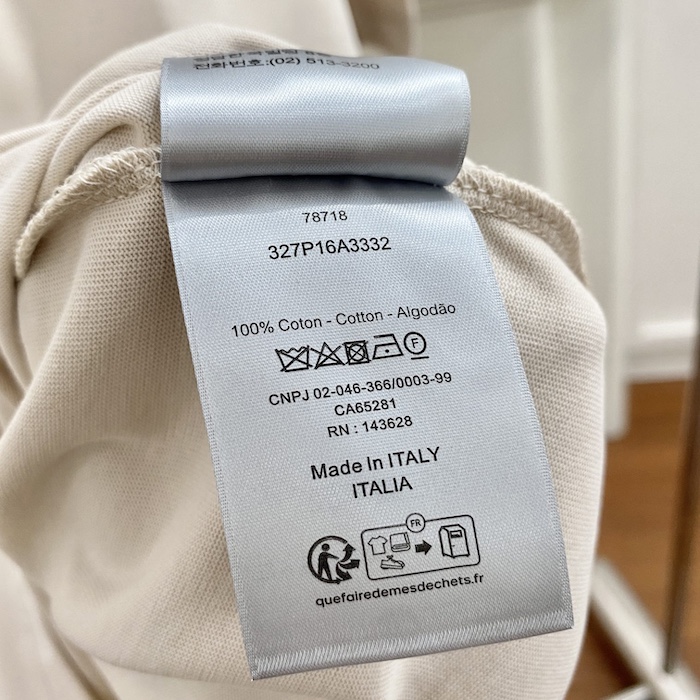 전화번호:(02) 513-3200
78718
327P16A3332
100% Coton - Cotton - Algodão
F
CNPJ 02-046-366/0003-99
CA65281
RN : 143628
Made In ITALY
ITALIA
FR
quefairedemesdechets.fr